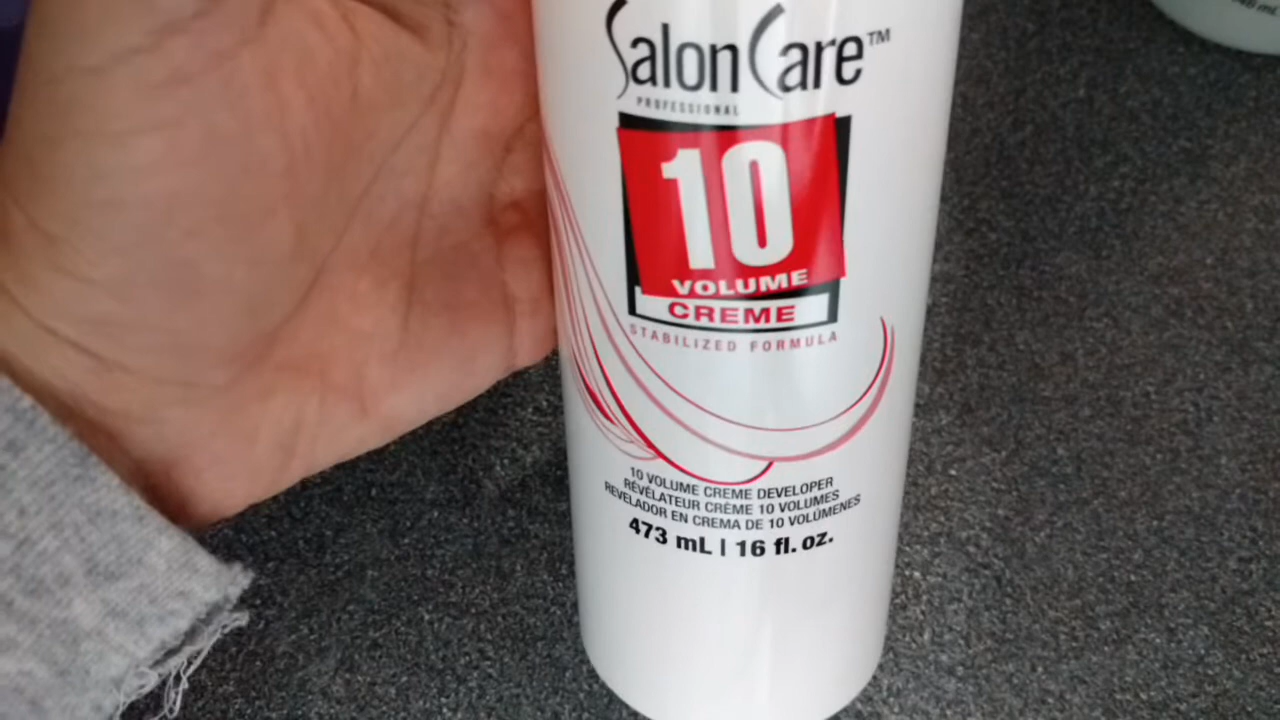 Salon Care™
PROFESSIONAL
10
VOLUME
CREME
STABILIZED FORMULA
10 VOLUME CREME DEVELOPER
RÉVÉLATEUR CRÈME 10 VOLUMES
REVELADOR EN CREMA DE 10 VOLÚMENES
473 mL | 16 fl. oz.